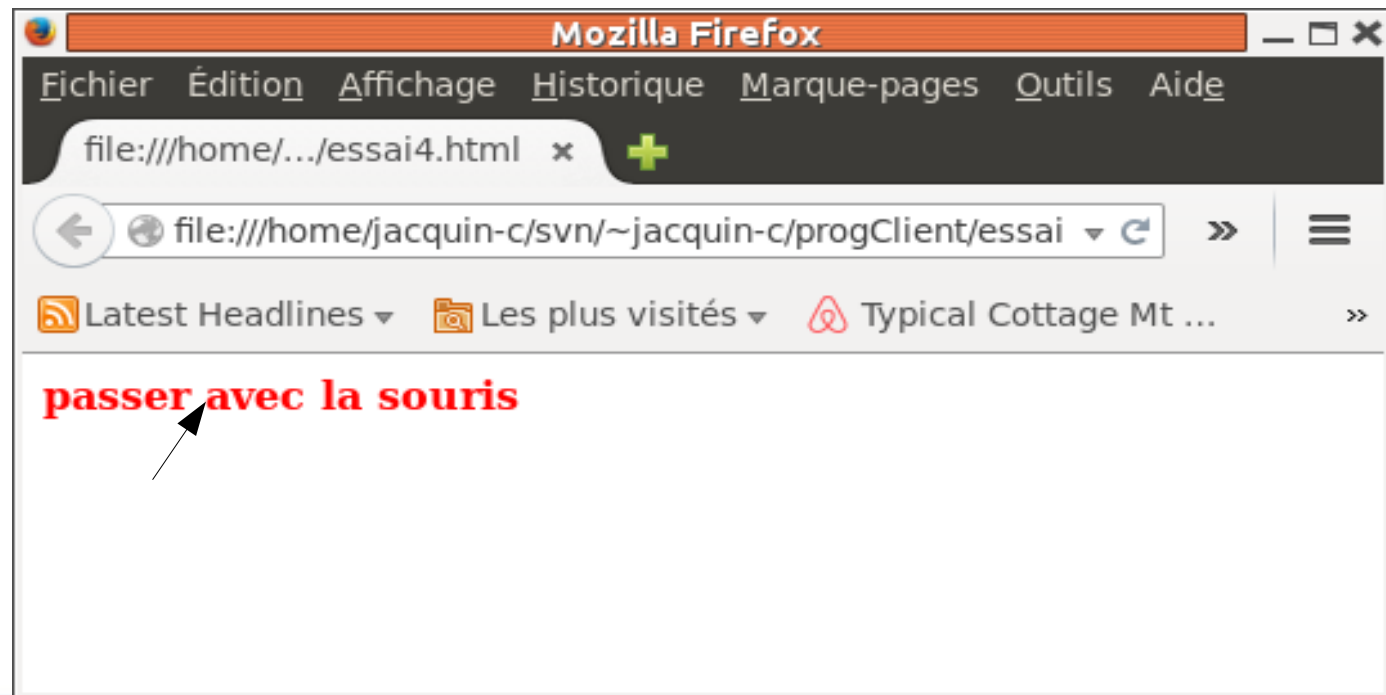 Mozilla Firefox
Fichier Édition Affichage Historique Marque-pages Outils Aide
file:///home/.../essai4.html
file:///home/jacquin-c/svn/~jacquin-c/progClient/essai
Latest Headlines Les plus visités Typical Cottage Mt ...
passer avec la souris